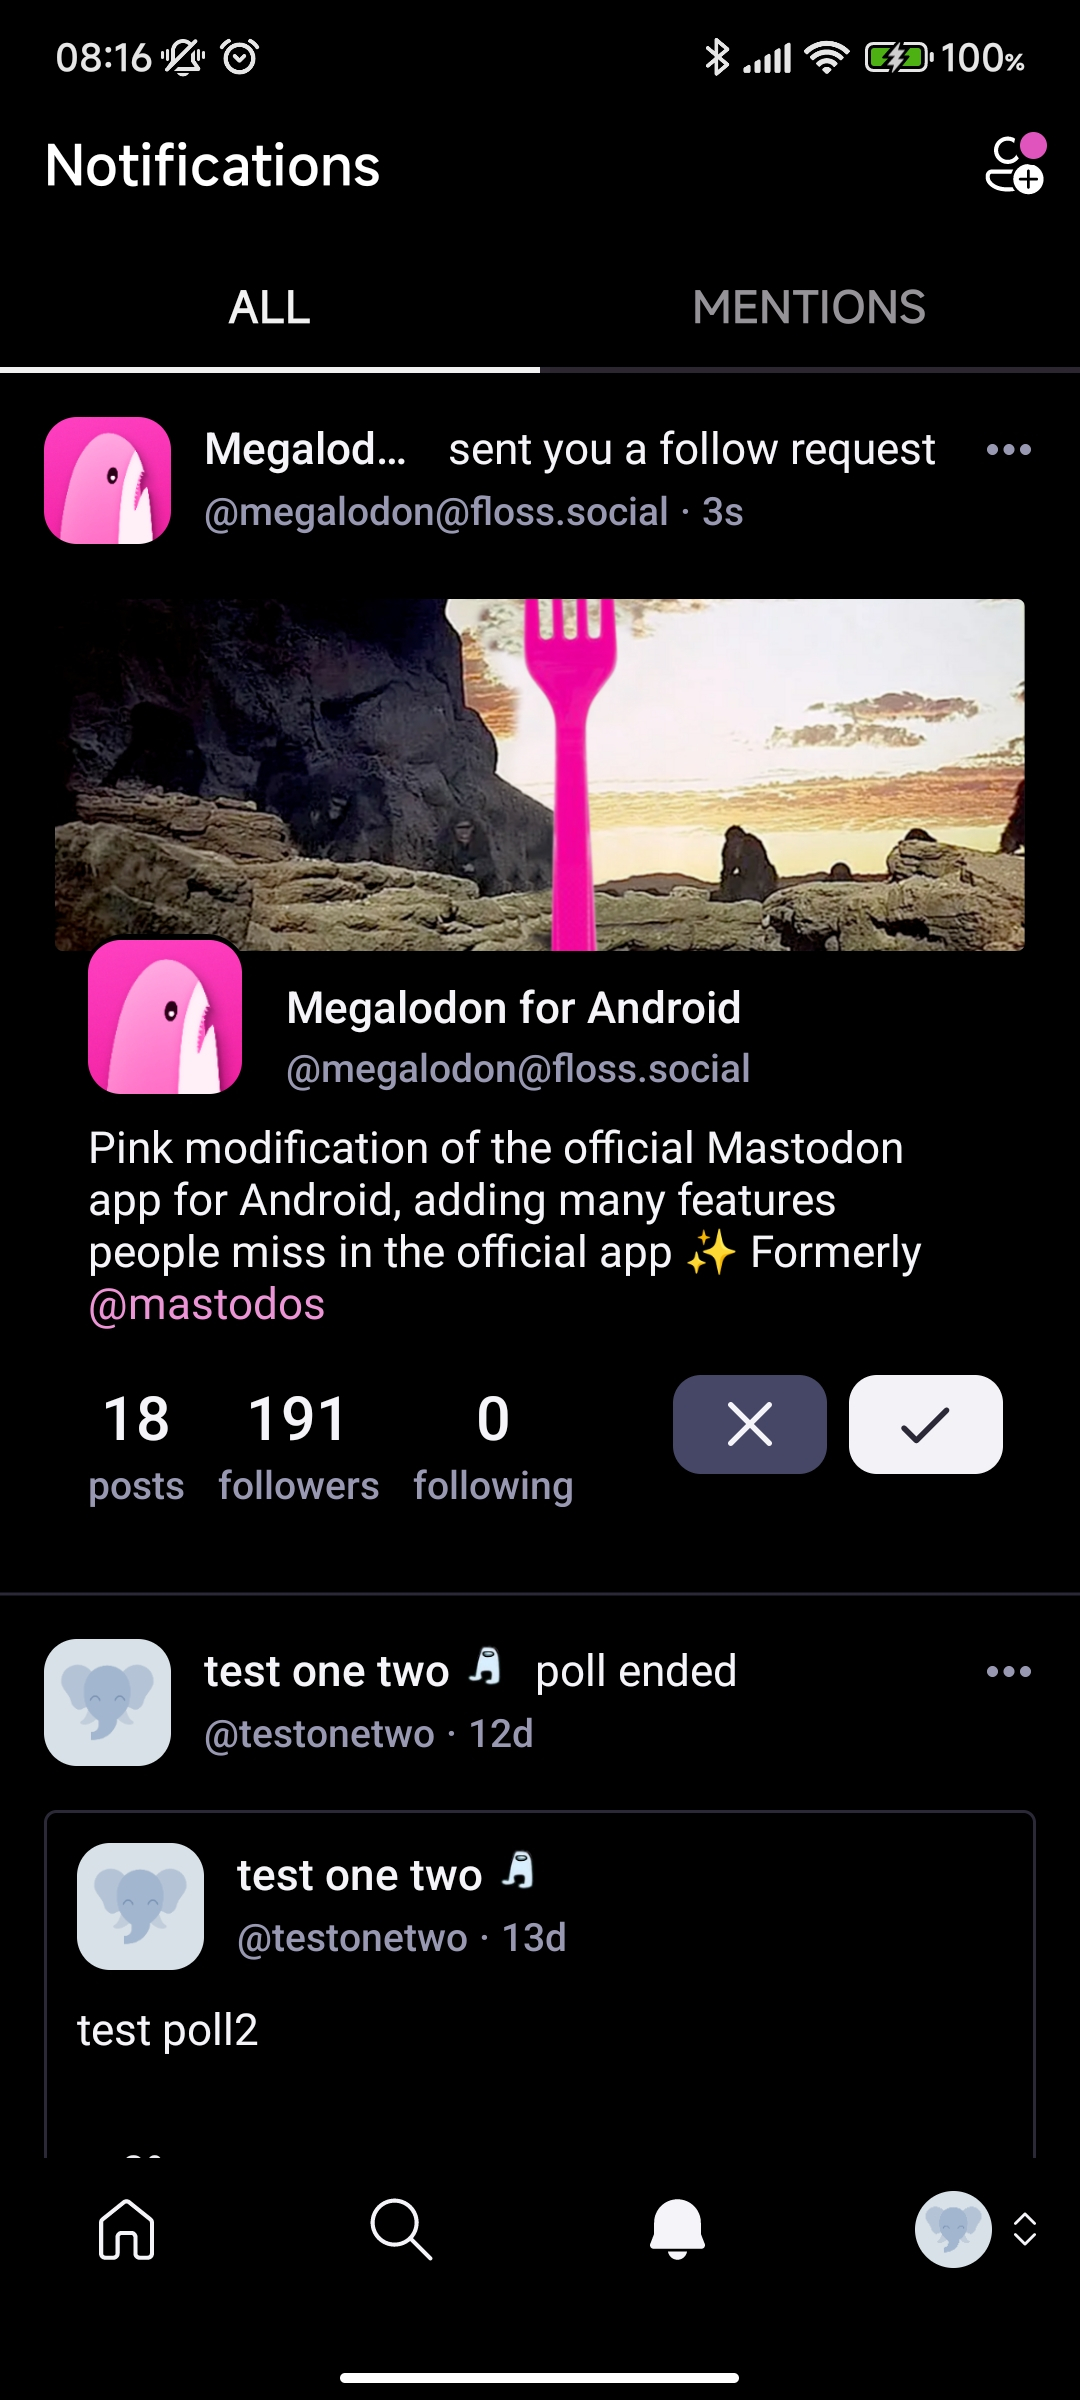 08:16
100%
Notifications
ALL
MENTIONS
Megalod... sent you a follow request
@megalodon@floss.social · 3s
Megalodon for Android
@megalodon@floss.social
Pink modification of the official Mastodon
app for Android, adding many features
people miss in the official app ✨ Formerly
@mastodos
18 posts
191 followers
0 following
test one two poll ended
@testonetwo · 12d
test one two
@testonetwo · 13d
test poll2